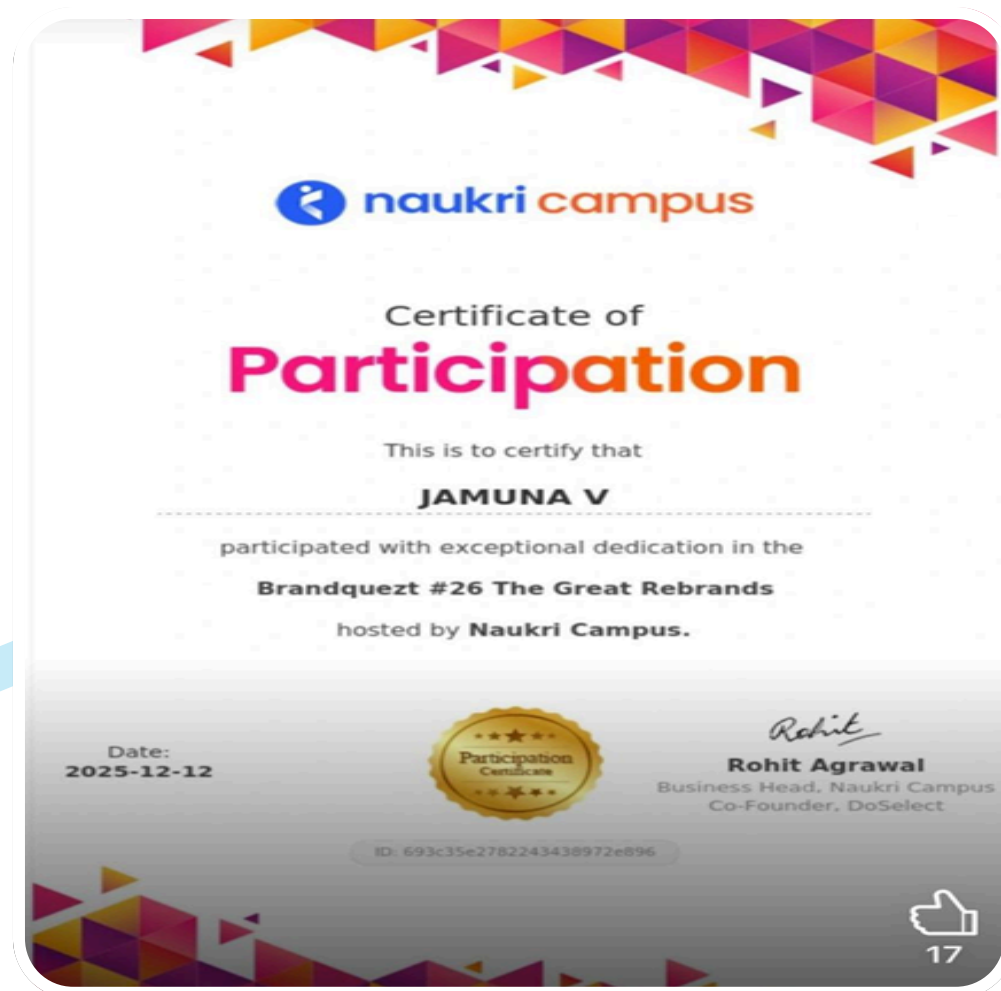 naukri campus
Certificate of
Participation
This is to certify that
JAMUNA V
participated with exceptional dedication in the
Brandquezt #26 The Great Rebrands
hosted by Naukri Campus.
Date:
2025-12-12
Participation
Certificate
Rohit
Rohit Agrawal
Business Head, Naukri Campus
Co-Founder, DoSelect
ID: 693c35e2782243438972e896
17